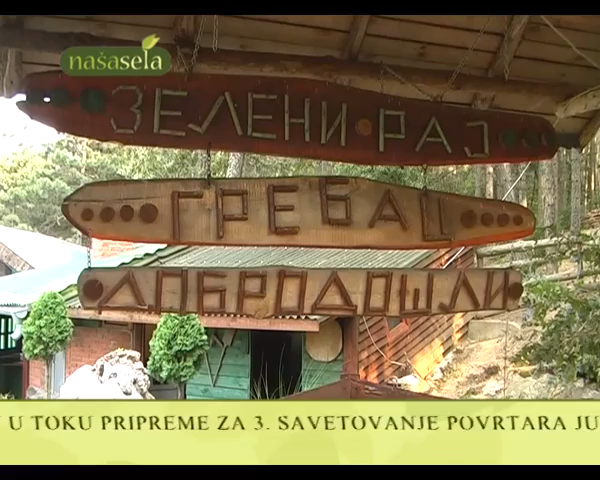 našasela
ЗЕЛЕНИ РАЈ
ГРЕБАЦ
ДОБРОДОШЛИ
U TOKU PRIPREME ZA 3. SAVETOVANJE POVRTARA JU